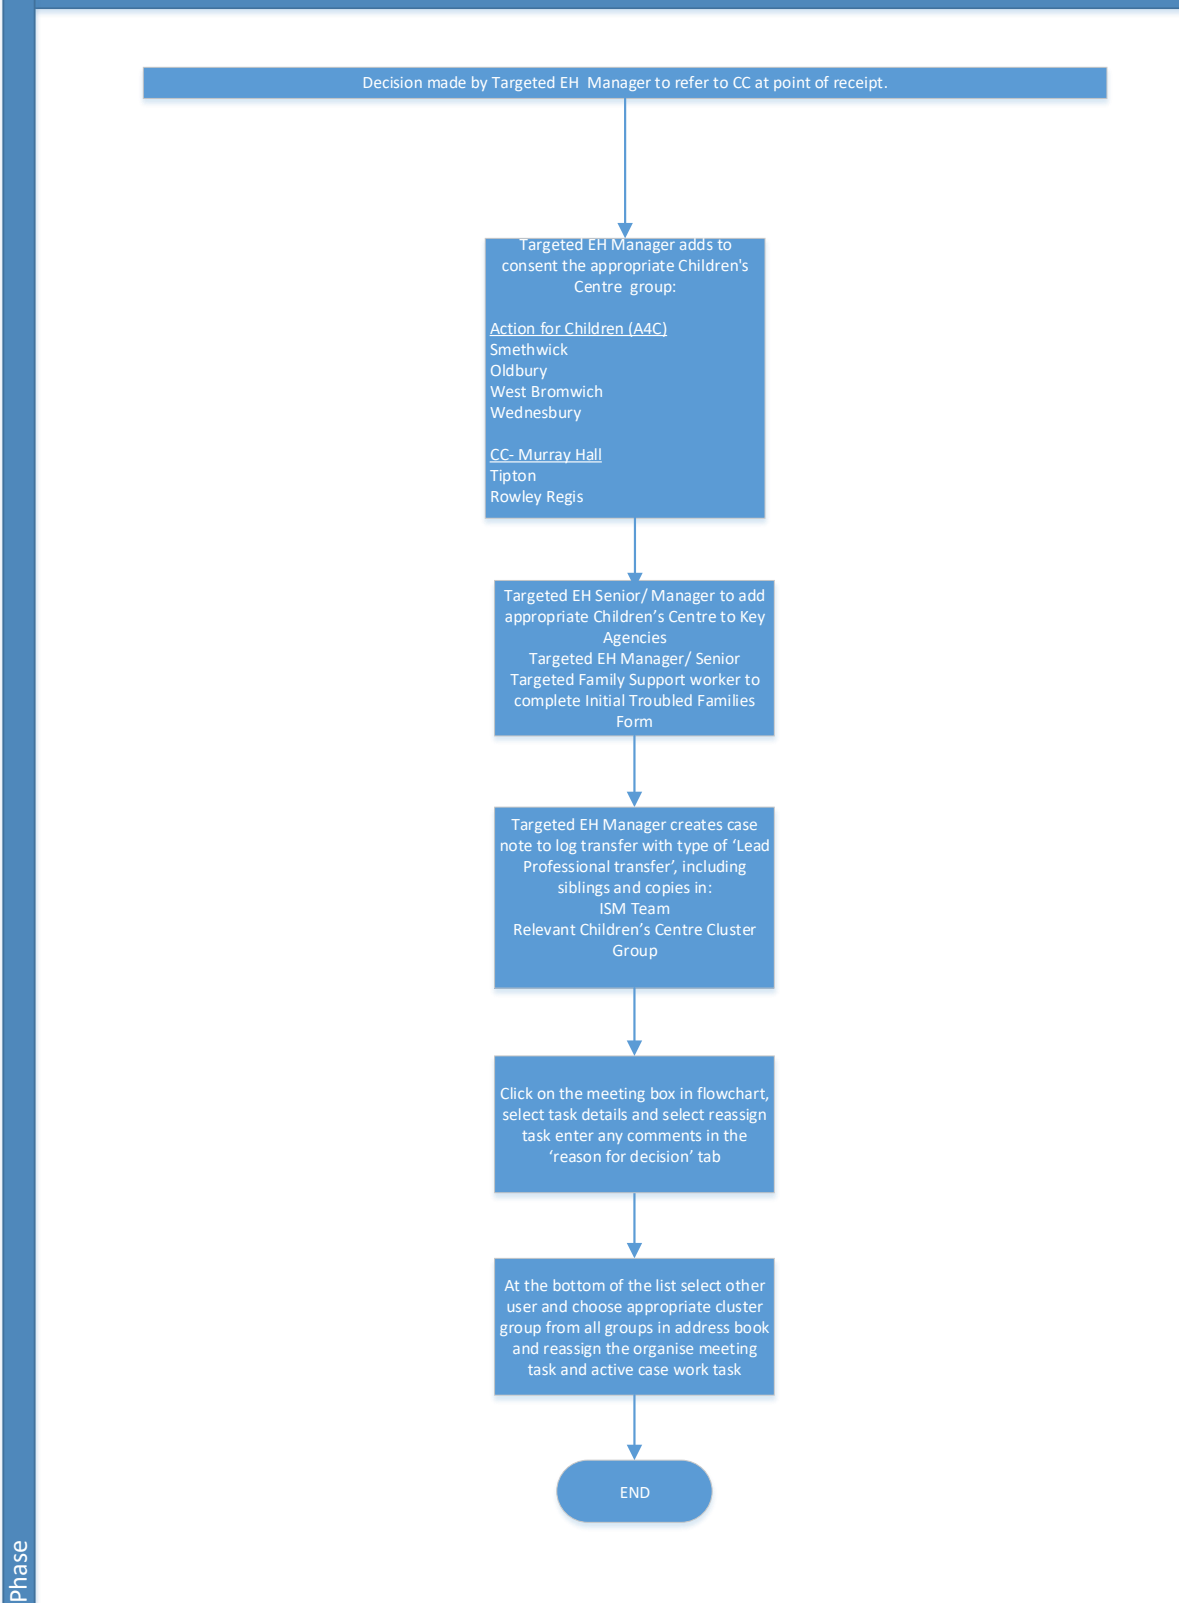 Decision made by Targeted EH  Manager to refer to CC at point of receipt.
Targeted EH Manager adds to
consent the appropriate Children's
Centre  group:
Action for Children (A4C)
Smethwick
Oldbury
West Bromwich
Wednesbury
CC- Murray Hall
Tipton
Rowley Regis
Targeted EH Senior/ Manager to add
appropriate Children’s Centre to Key
Agencies
Targeted EH Manager/ Senior
Targeted Family Support worker to
complete Initial Troubled Families
Form
Targeted EH Manager creates case
note to log transfer with type of ‘Lead
Professional transfer’, including
siblings and copies in:
ISM Team
Relevant Children’s Centre Cluster
Group
Click on the meeting box in flowchart,
select task details and select reassign
task enter any comments in the
‘reason for decision’ tab
At the bottom of the list select other
user and choose appropriate cluster
group from all groups in address book
and reassign the organise meeting
task and active case work task
END
Phase